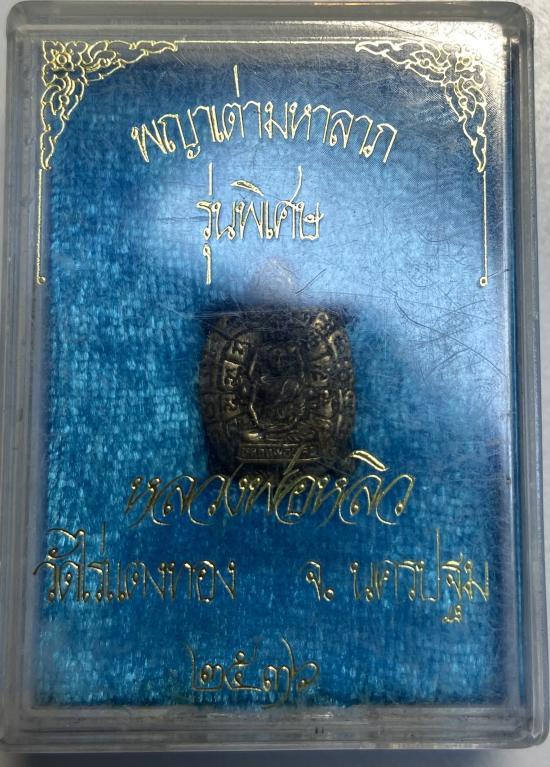 พญาเต่ามหาลาภ
รุ่นพิเศษ
หลวงพ่อหลิว
วัดไร่แตงทอง จ. นครปฐม
๒๕๓๖